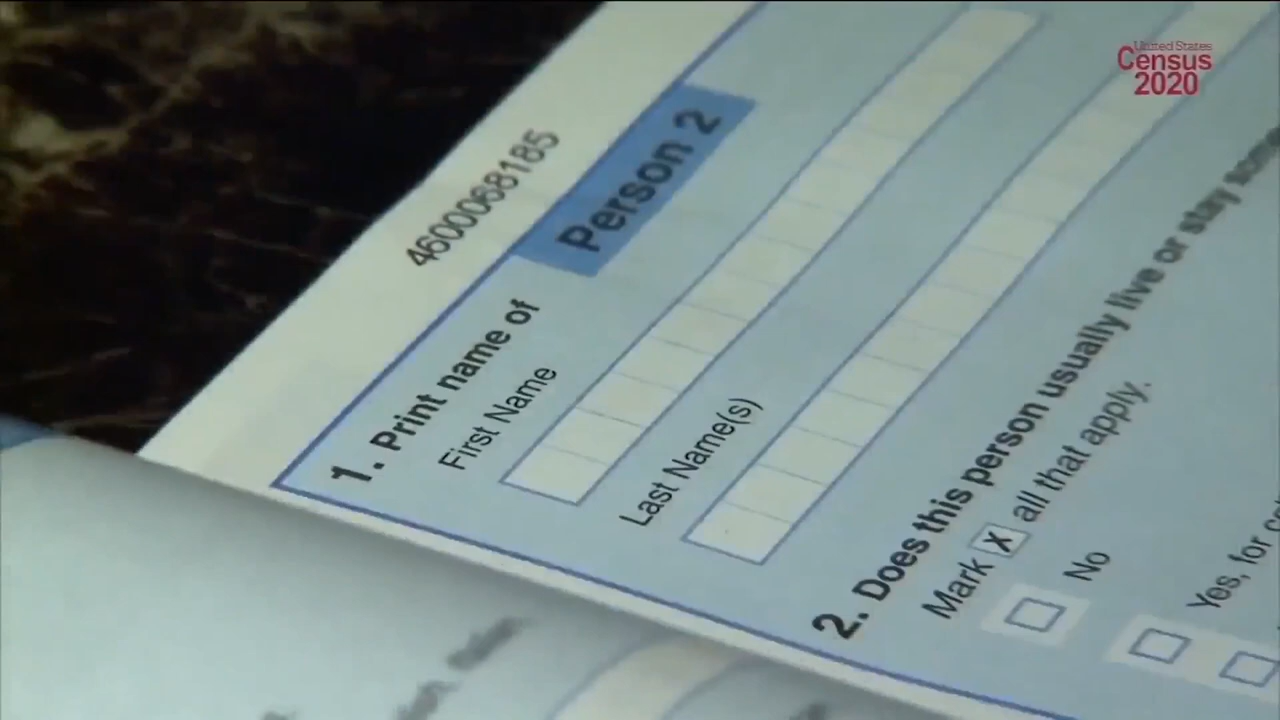 United States
Census
2020
4600068185
Person 2
1. Print name of
First Name
Last Name(s)
2. Does this person usually live or stay
Mark X all that apply.
No
Yes, for